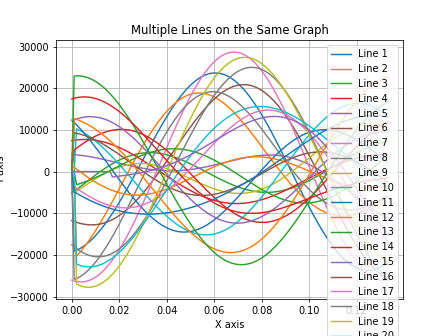 Multiple Lines on the Same Graph
30000
20000
10000
0
−10000
−20000
−30000
axis
0.00 0.02 0.04 0.06 0.08 0.10
X axis
Line 1
Line 2
Line 3
Line 4
Line 5
Line 6
Line 7
Line 8
Line 9
Line 10
Line 11
Line 12
Line 13
Line 14
Line 15
Line 16
Line 17
Line 18
Line 19
Line 20